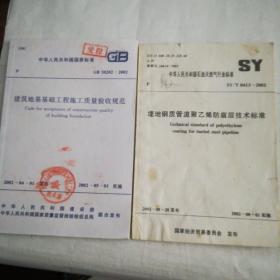 中华人民共和国国家标准
GB
P
GB 50202—2002
建筑地基基础工程施工质量验收规范
Code for acceptance of construction quality
of building foundation
2002—05—01 实施
中华人民共和国建设部
联合发布
SY
中华人民共和国石油天然气行业标准
P
SY/T 0413—2002
埋地钢质管道聚乙烯防腐层技术标准
Technical standard of polyethylene
coating for buried steel pipeline
2002—08—01 实施
国家经济贸易委员会 发布